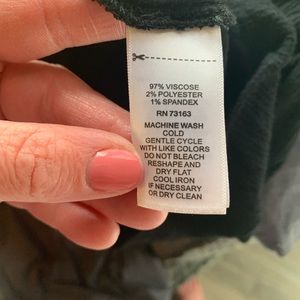 97% VISCOSE
2% POLYESTER
1% SPANDEX
RN 73163
MACHINE WASH
COLD
GENTLE CYCLE
WITH LIKE COLORS
DO NOT BLEACH
RESHAPE AND
DRY FLAT
COOL IRON
IF NECESSARY
OR DRY CLEAN